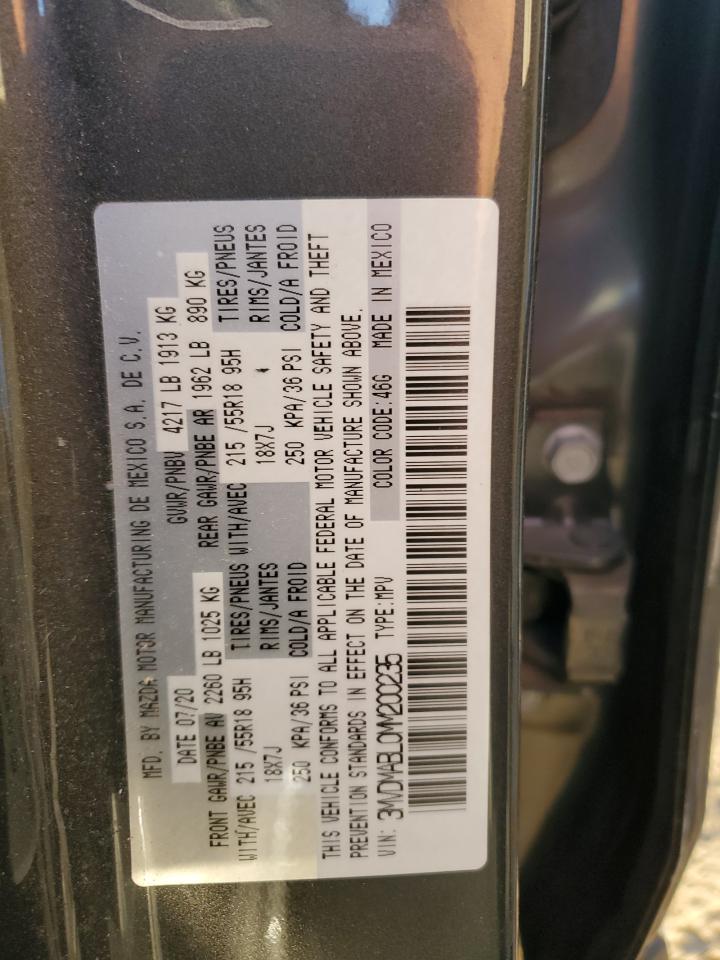 MFD. BY MAZDA MOTOR MANUFACTURING DE MEXICO S.A. DE C.V.
DATE 07/20 GVWR/PNBV 4217 LB 1913 KG
FRONT GAWR/PNBE AV 2260 LB 1025 KG REAR GAWR/PNBE AR 1962 LB 890 KG
WITH/AVEC 215 /55R18 95H TIRES/PNEUS WITH/AVEC 215 /55R18 95H TIRES/PNEUS
18X7J RIMS/JANTES 18X7J RIMS/JANTES
250 KPA/36 PSI COLD/A FROID 250 KPA/36 PSI COLD/A FROID
THIS VEHICLE CONFORMS TO ALL APPLICABLE FEDERAL MOTOR VEHICLE SAFETY AND THEFT
PREVENTION STANDARDS IN EFFECT ON THE DATE OF MANUFACTURE SHOWN ABOVE.
VIN: 3MVDMABL0MM200235 TYPE:MPV COLOR CODE:46G MADE IN MEXICO